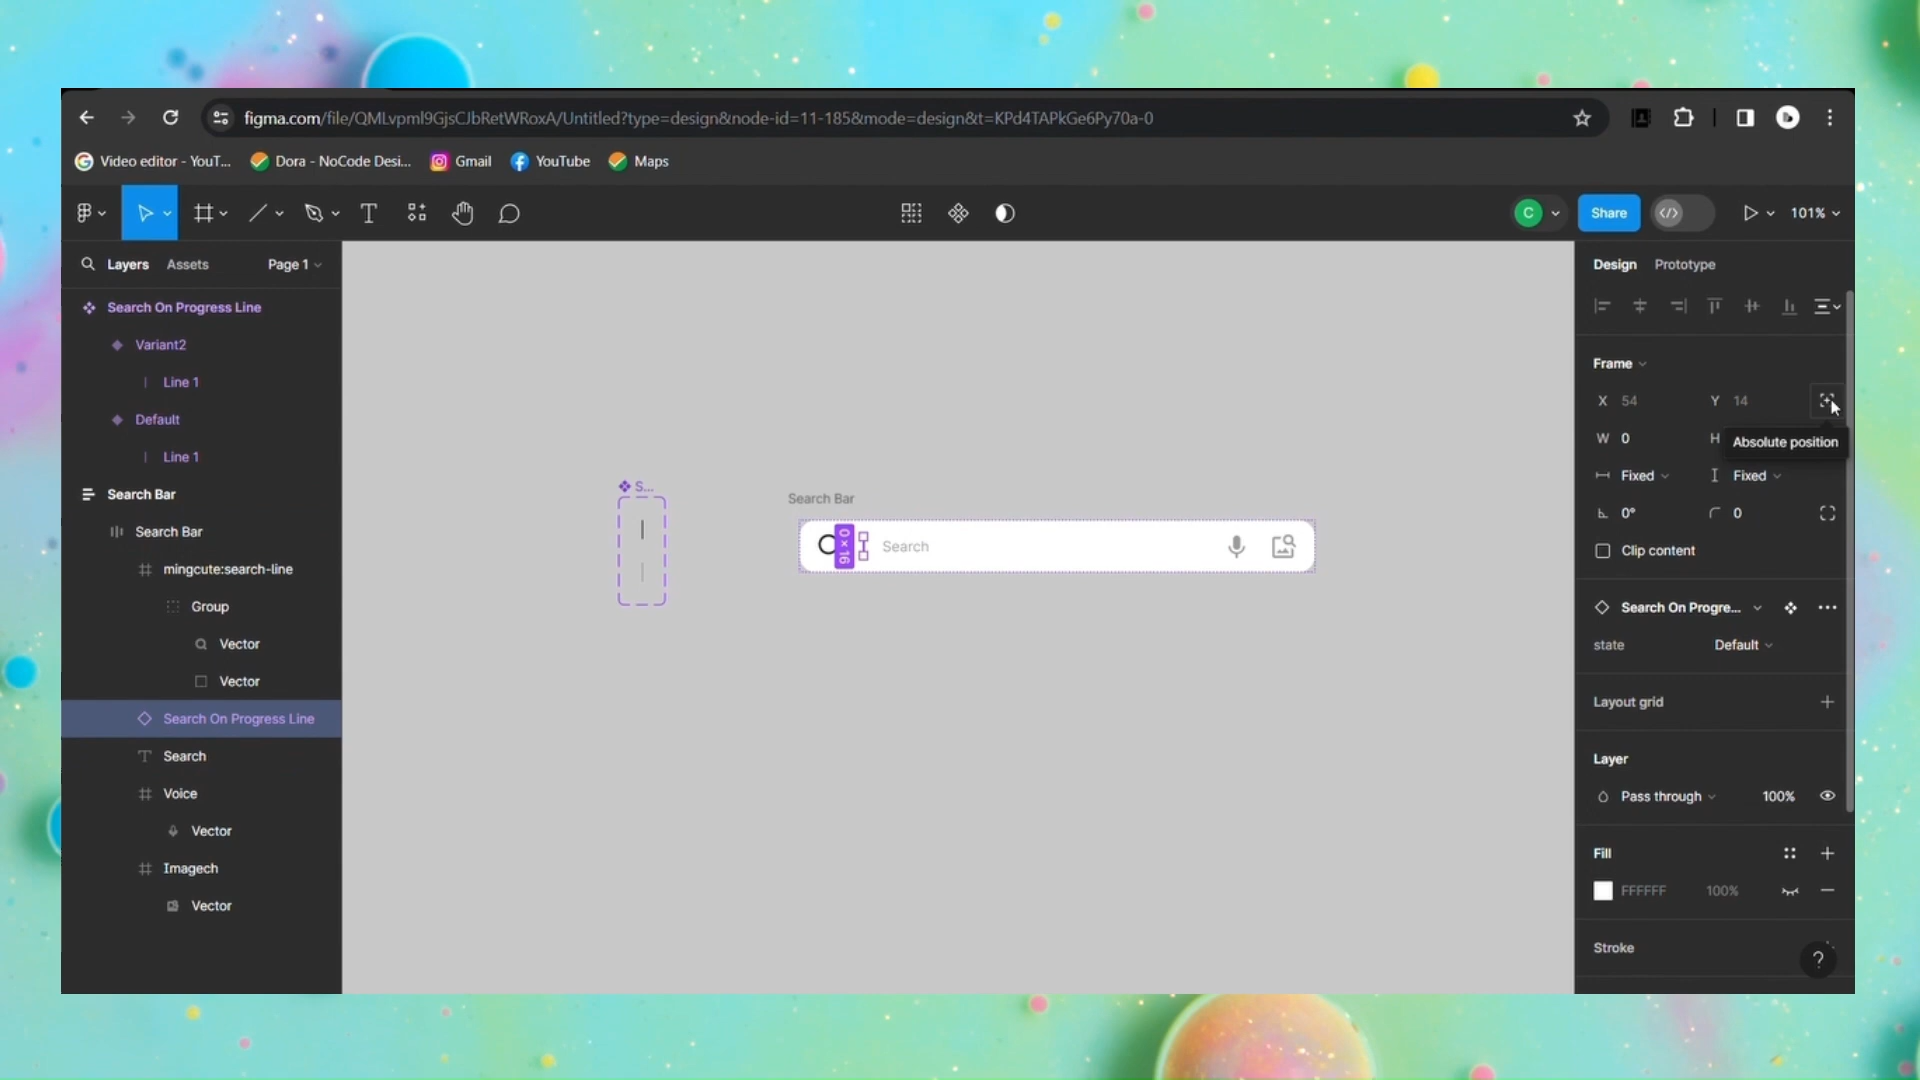 figma.com/file/QMLvpml9GjsCJbRetWRoxA/Untitled?type=design&node-id=11-185&mode=design&t=KPd4TAPkGe6Py70a-0
Video editor - YouT... Dora - NoCode Desi... Gmail YouTube Maps
C Share 101%
Layers Assets Page 1
Design Prototype
Search On Progress Line
Variant2
Line 1
Default
Line 1
Search Bar
Search Bar
mingcute:search-line
Group
Vector
Vector
Search On Progress Line
Search
Voice
Vector
Imagech
Vector
S...
Search Bar
0 × 16
Search
Frame
X 54 Y 14
W 0 H
Absolute position
Fixed Fixed
0° 0
Clip content
Search On Progre...
state Default
Layout grid
Layer
Pass through 100%
Fill
FFFFFF 100%
Stroke
?